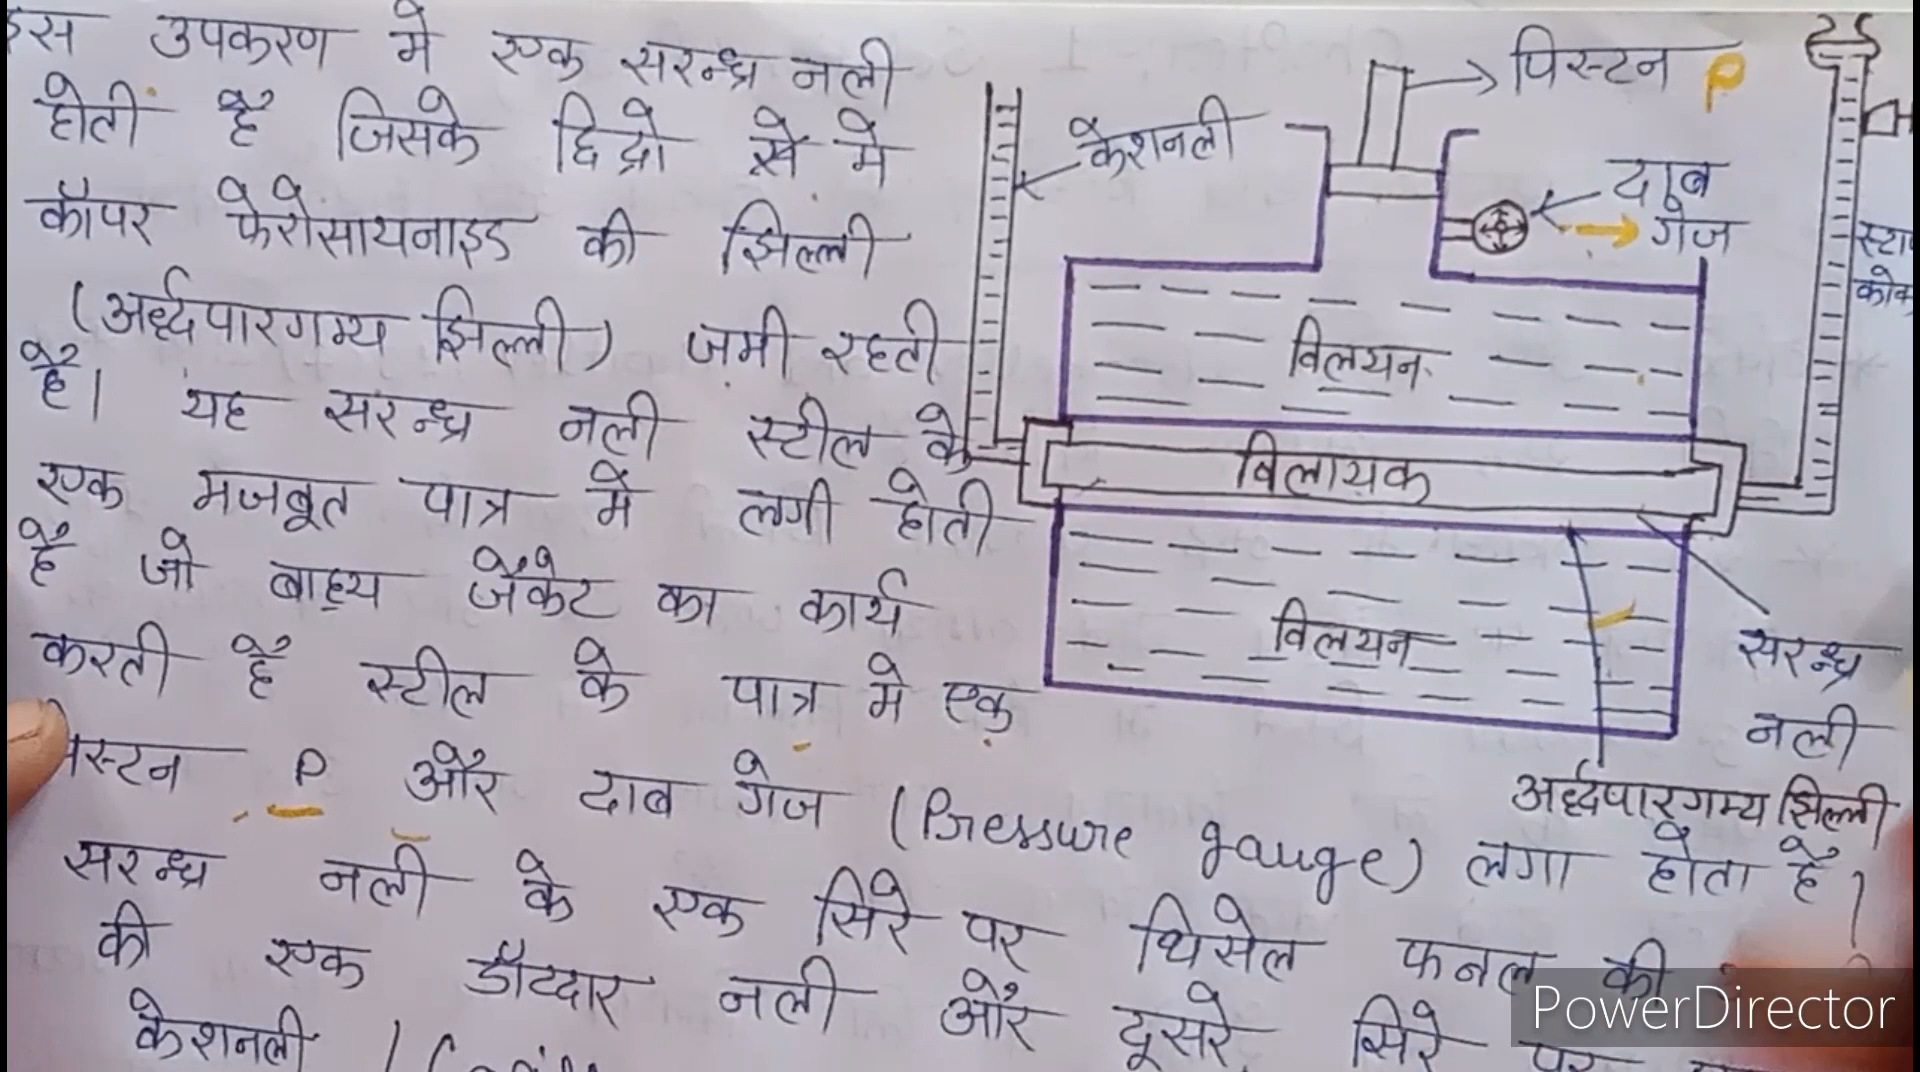 इस उपकरण मे एक सरन्ध्र नली
होती है जिसके छिद्रो से मे
कॉपर फेरोसायनाइड की झिल्ली
(अर्द्धपारगम्य झिल्ली) जमी रहती
है। यह सरन्ध्र नली स्टील के
एक मजबूत पात्र मे लगी होती
है जो बाह्य जैकेट का कार्य
करती है स्टील के पात्र मे एक
पिस्टन P और दाब गेज (Pressure gauge) लगा होता है।
सरन्ध्र नली के एक सिरे पर थिसेल फनल की
की एक डॉटदार नली और दूसरे सिरे पर
केशनली
पिस्टन P
केशनली
दाब
गेज
स्टाप
कोक
विलयन
विलायक
विलयन
सरन्ध्र
नली
अर्द्धपारगम्य झिल्ली
PowerDirector